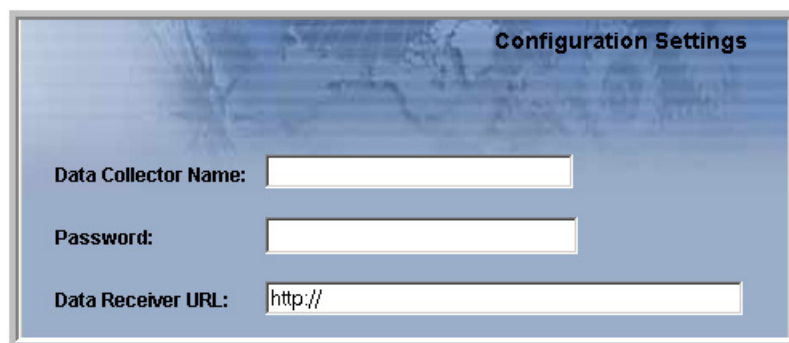 Configuration Settings
Data Collector Name:
Password:
Data Receiver URL: http://